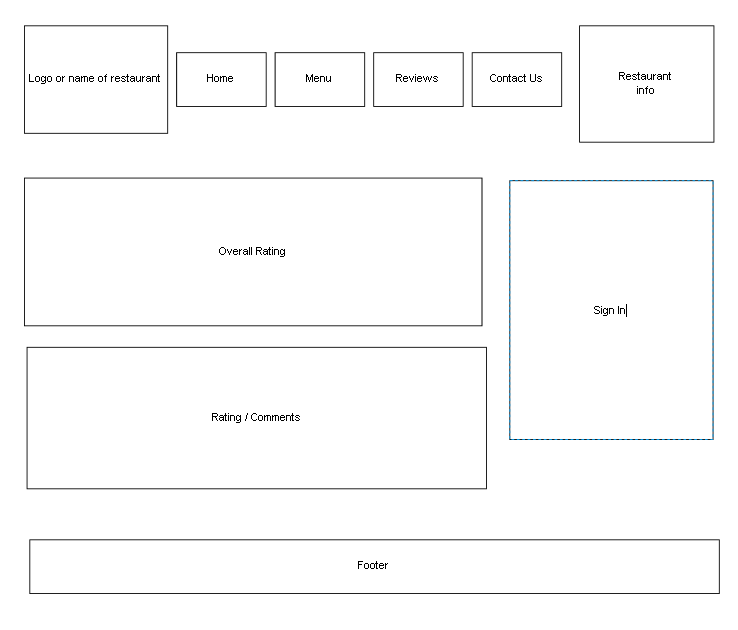 Logo or name of restaurant
Home
Menu
Reviews
Contact Us
Restaurant
info
Overall Rating
Sign In
Rating / Comments
Footer